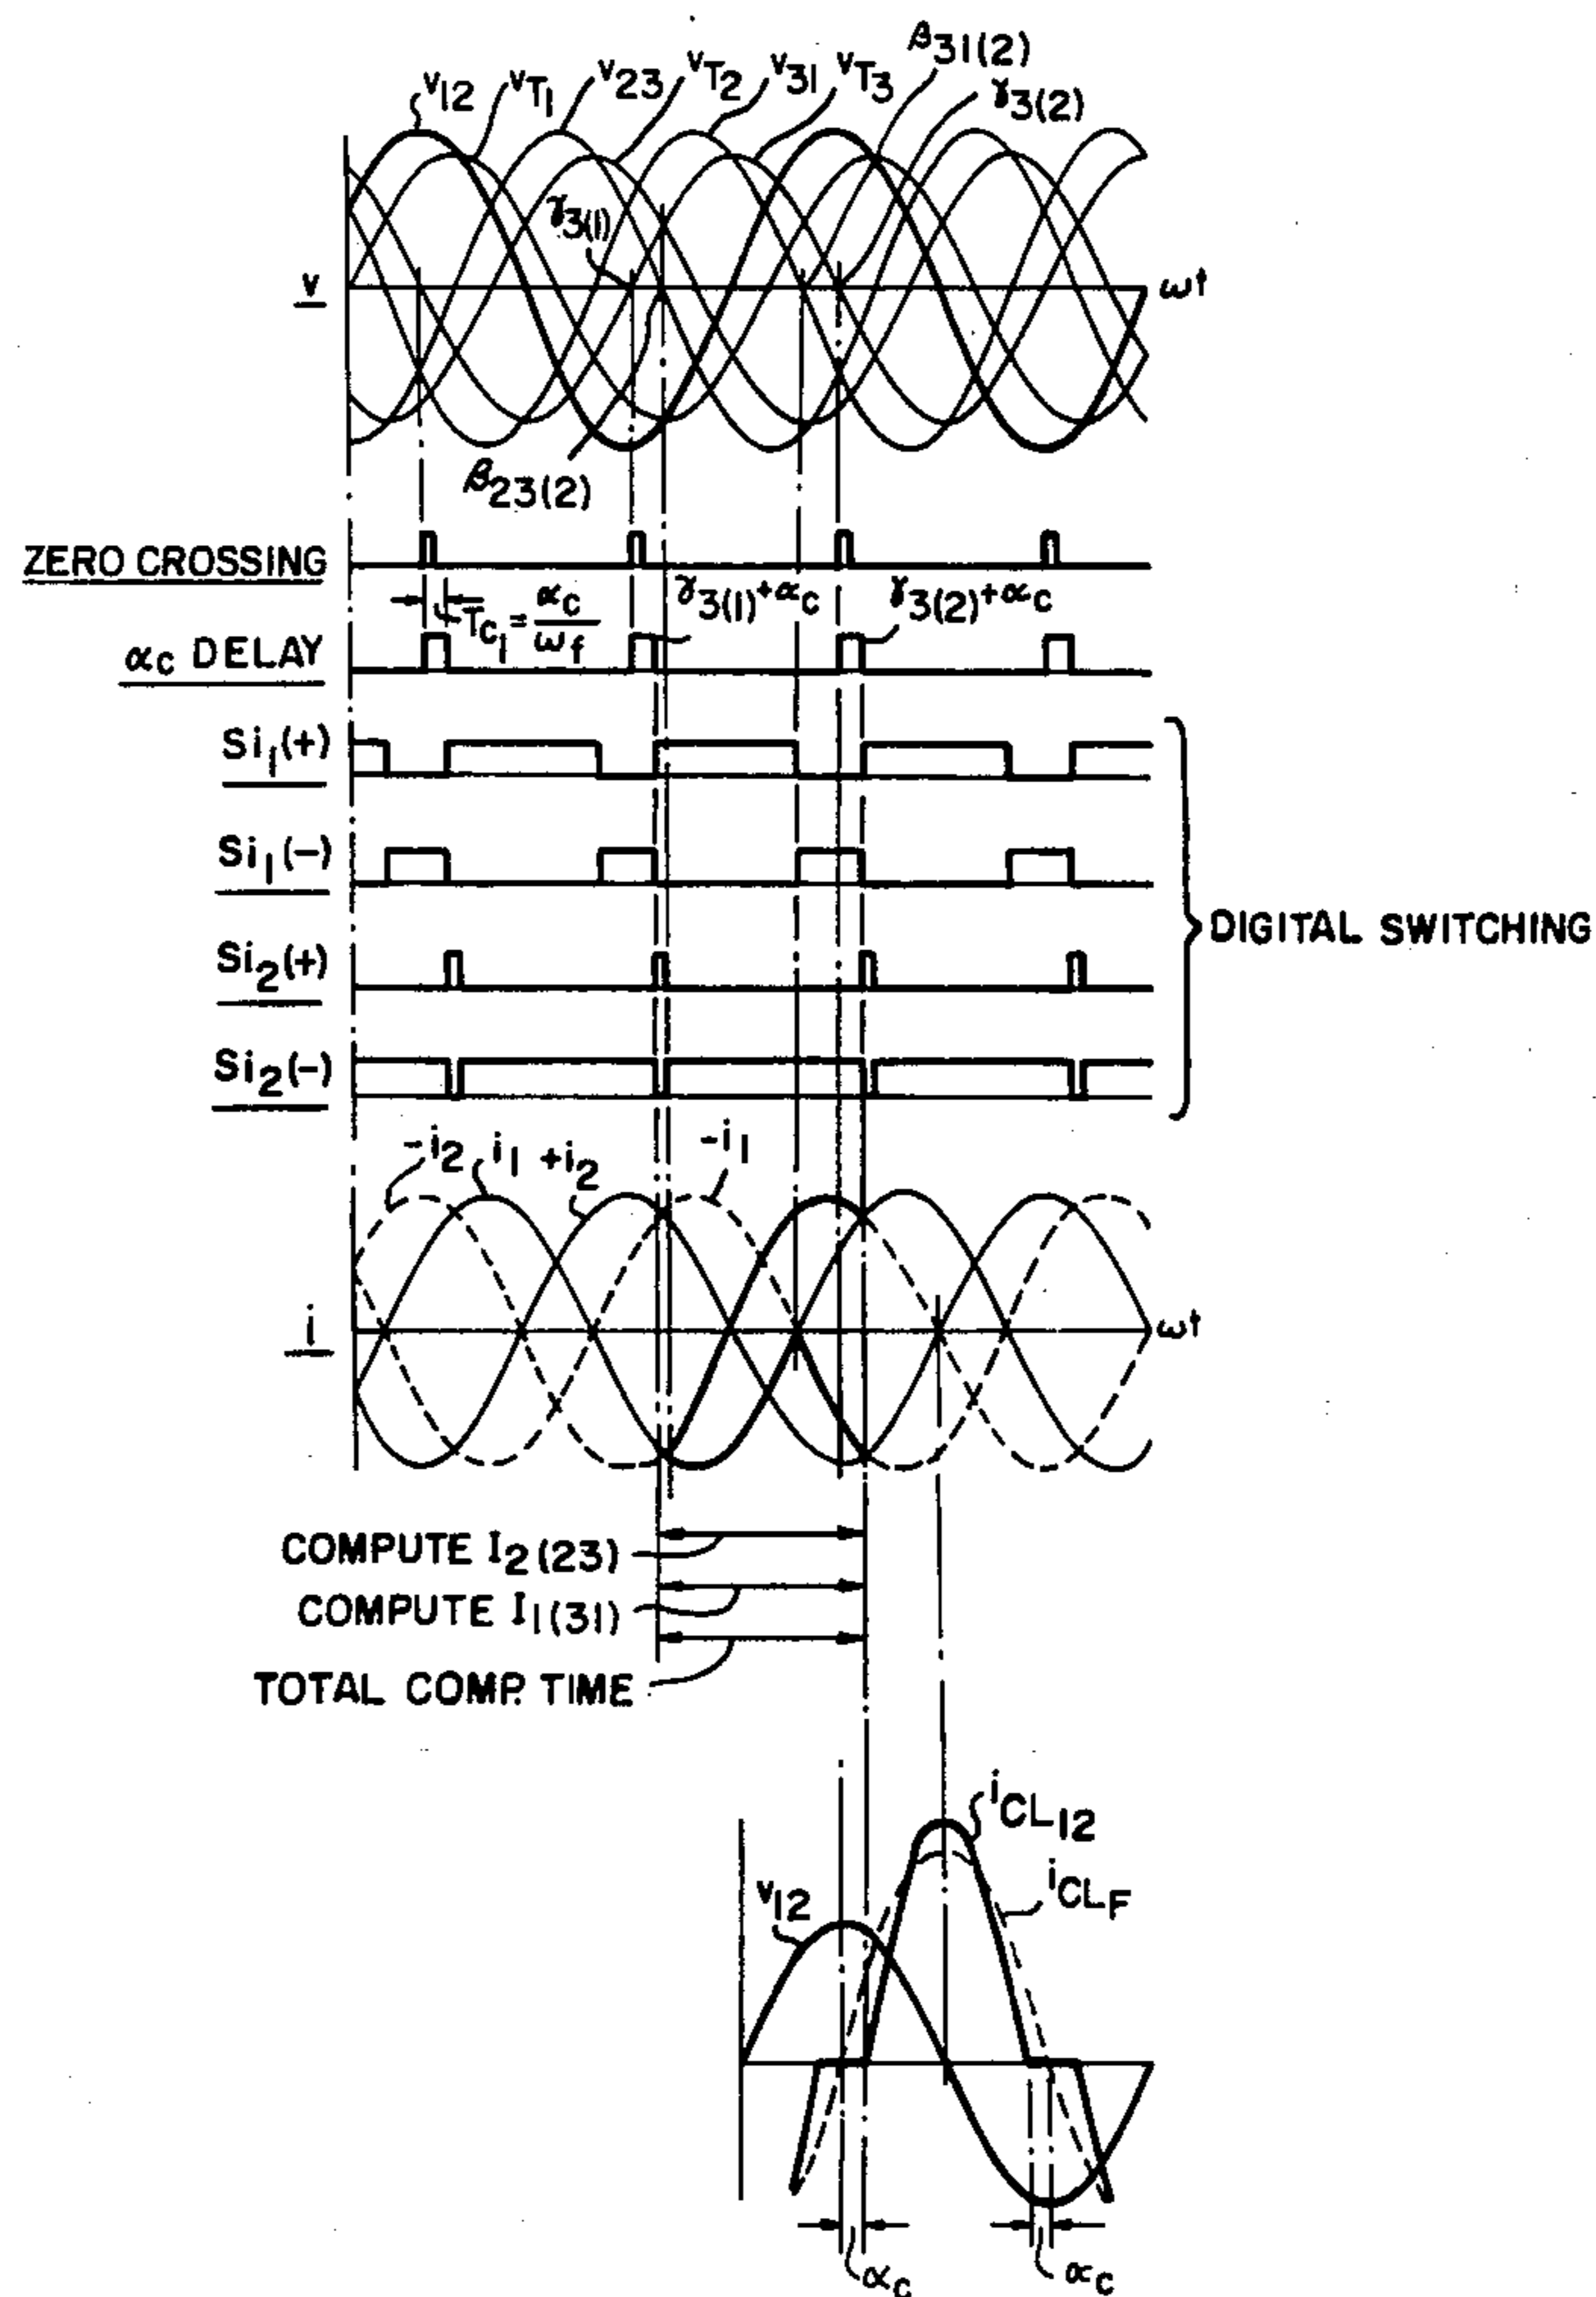 v12 vT1 v23 vT2 v31 vT3 β31(2) γ3(2)
γ3(1)
v ωt
β23(2)
ZERO CROSSING
TC1 = αC/ωf γ3(1)+αC γ3(2)+αC
αC DELAY
Si1(+)
Si1(−)
DIGITAL SWITCHING
Si2(+)
Si2(−)
-i2 i1 +i2 -i1
i ωt
COMPUTE I2(23)
COMPUTE I1(31)
TOTAL COMP. TIME
iCL12
v12 iCLF
αC αC